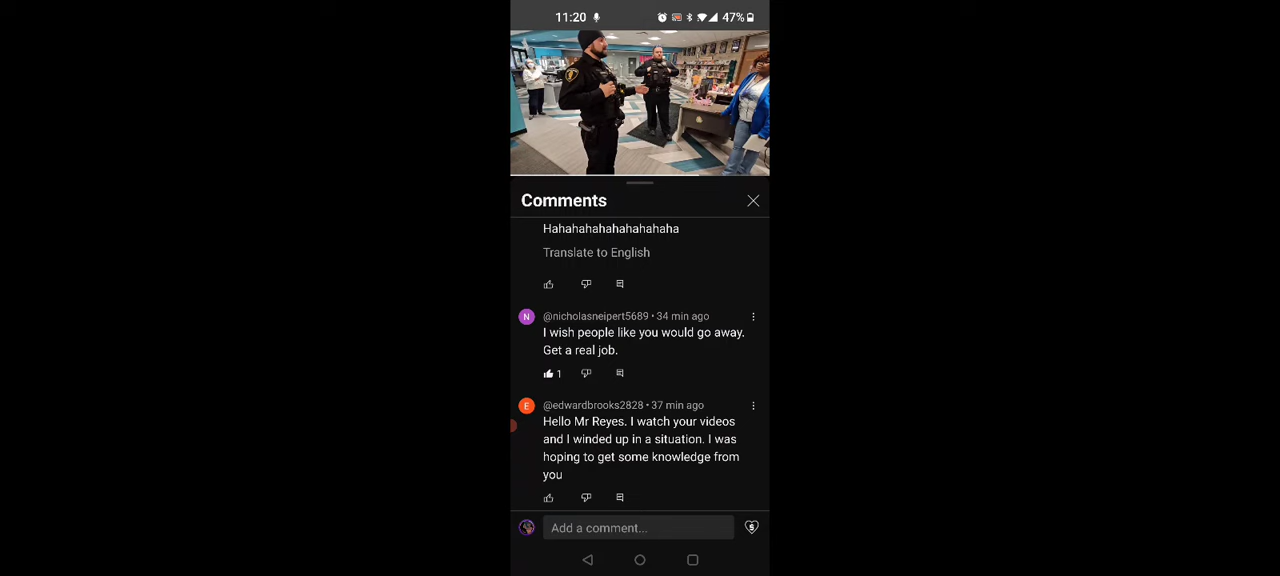 11:20 47%
Comments
Hahahahahahahahaha
Translate to English
@nicholasneipert5689 • 34 min ago
I wish people like you would go away.
Get a real job.
1
@edwardbrooks2828 • 37 min ago
Hello Mr Reyes. I watch your videos
and I winded up in a situation. I was
hoping to get some knowledge from
you
Add a comment...
N
E